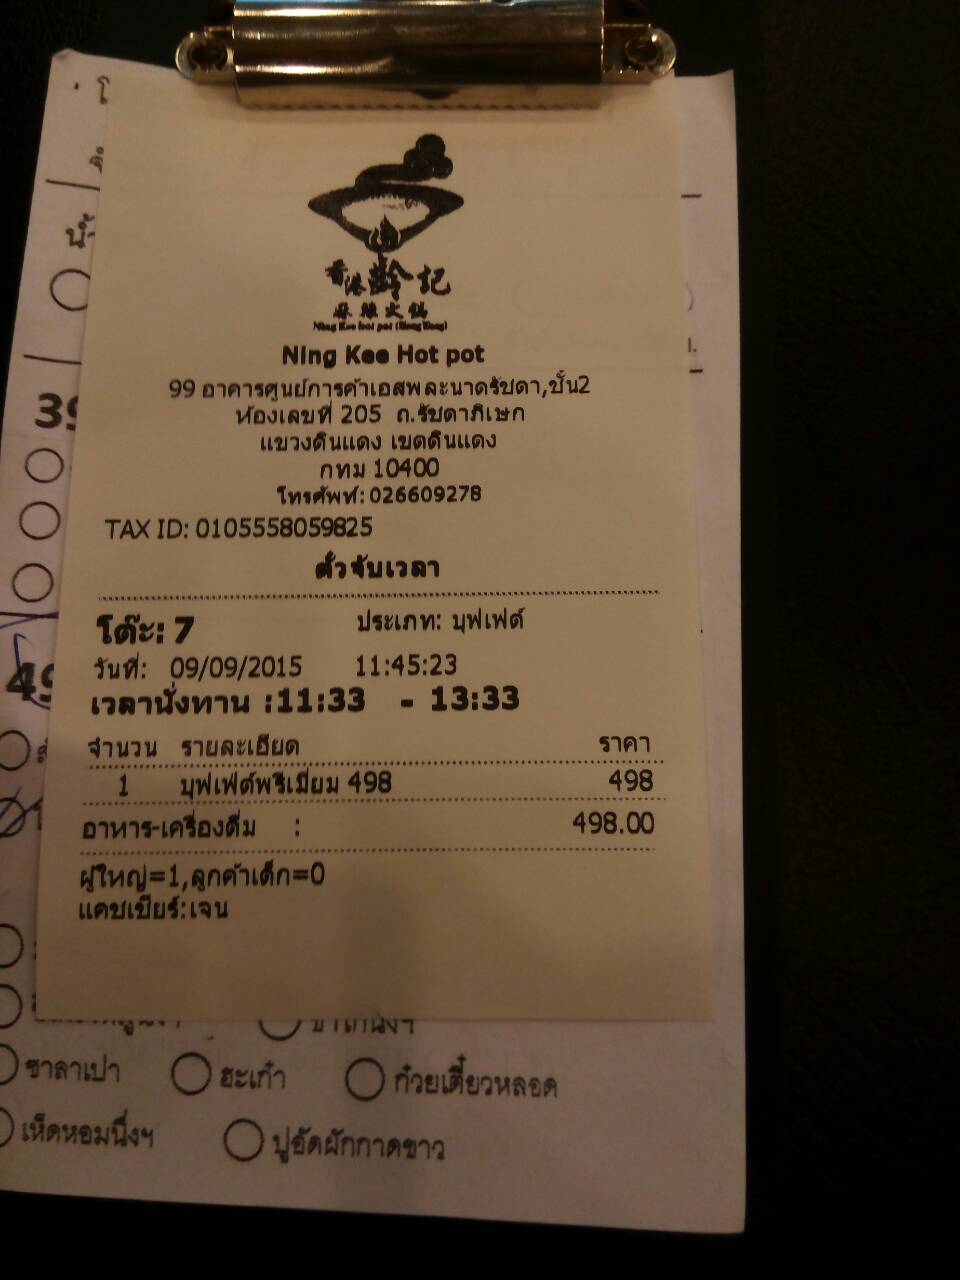 香港龄記
麻辣火鍋
Ning Kee hot pot (Hong Kong)
Ning Kee Hot pot
99 อาคารศูนย์การค้าเอสพละนาดรัชดา,ชั้น2
ห้องเลขที่ 205 ถ.รัชดาภิเษก
แขวงดินแดง เขตดินแดง
กทม 10400
โทรศัพท์: 026609278
TAX ID: 0105558059825
ตั๋วจับเวลา
โต๊ะ: 7 ประเภท: บุฟเฟต์
วันที่: 09/09/2015 11:45:23
เวลานั่งทาน :11:33 - 13:33
จำนวน รายละเอียด ราคา
1 บุฟเฟ่ต์พรีเมี่ยม 498 498
อาหาร-เครื่องดื่ม : 498.00
ผู้ใหญ่=1,ลูกค้าเด็ก=0
แคชเชียร์:เจน
39
49
ซาลาเปา ฮะเก๋า ก๋วยเตี๋ยวหลอด
เห็ดหอมนึ่งฯ ปูอัดผักกาดขาว